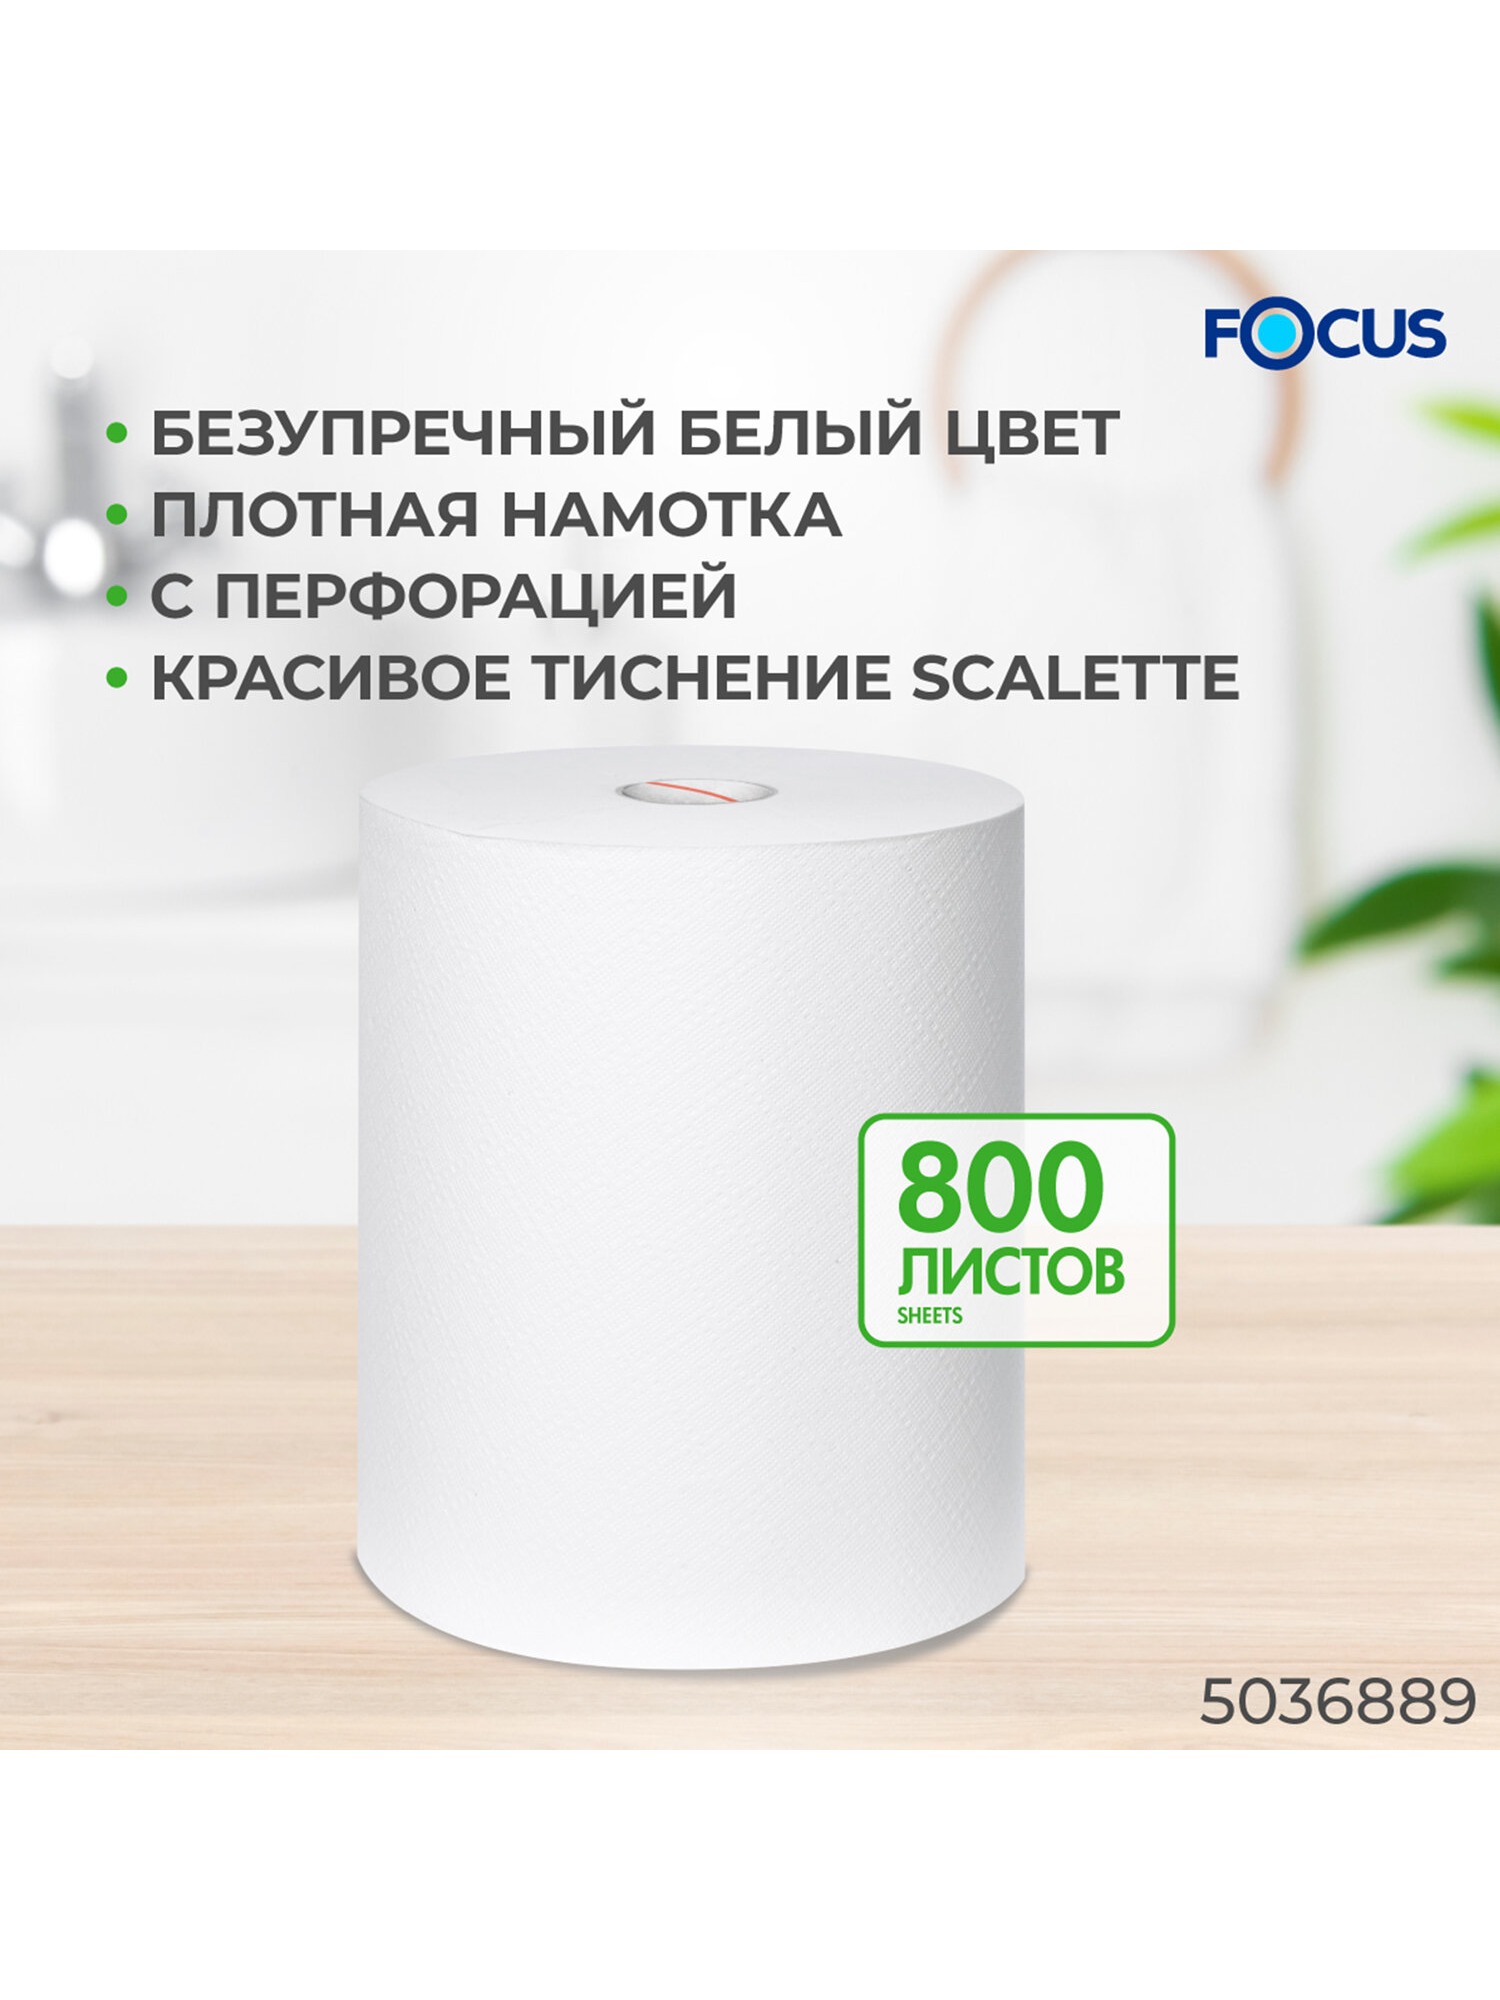 FOCUS
• БЕЗУПРЕЧНЫЙ БЕЛЫЙ ЦВЕТ
• ПЛОТНАЯ НАМОТКА
• С ПЕРФОРАЦИЕЙ
• КРАСИВОЕ ТИСНЕНИЕ SCALETTE
800
ЛИСТОВ
SHEETS
5036889